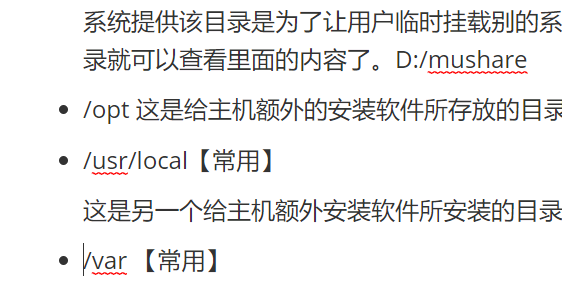 系统提供该目录是为了让用户临时挂载别的系
录就可以查看里面的内容了。D:/mushare
/opt 这是给主机额外的安装软件所存放的目录
/usr/local【常用】
这是另一个给主机额外安装软件所安装的目录
/var 【常用】